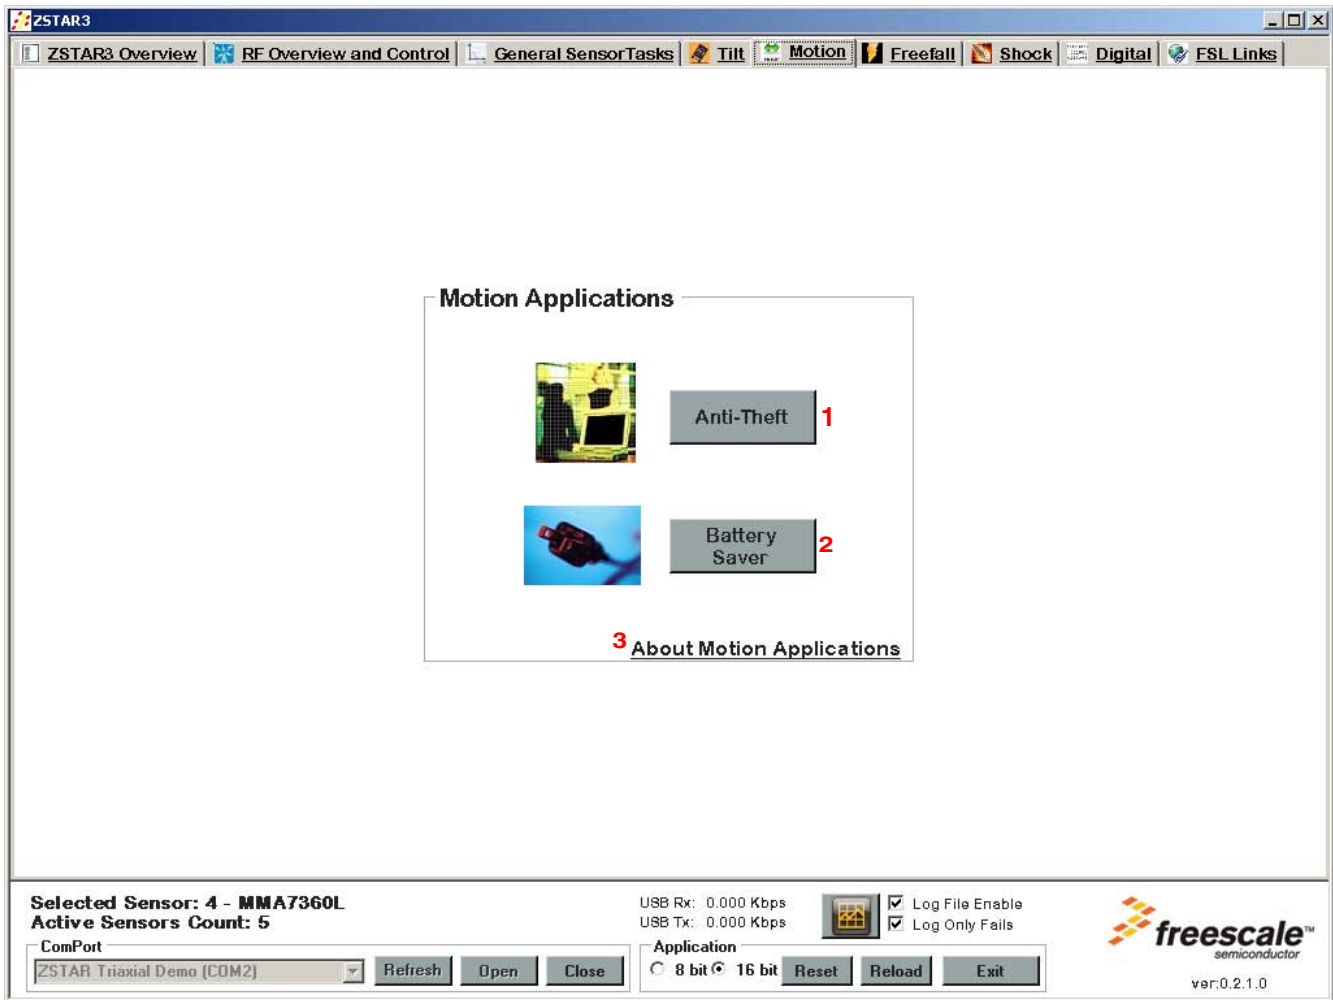 ZSTAR3
ZSTAR3 Overview RF Overview and Control General SensorTasks Tilt Motion Freefall Shock Digital FSL Links
Motion Applications
Anti-Theft 1
Battery
Saver 2
3 About Motion Applications
Selected Sensor: 4 - MMA7360L
Active Sensors Count: 5
USB Rx: 0.000 Kbps
USB Tx: 0.000 Kbps
Log File Enable
Log Only Fails
ComPort
ZSTAR Triaxial Demo (COM2) Refresh Open Close
Application
8 bit 16 bit Reset Reload Exit
freescale™
semiconductor
ver:0.2.1.0